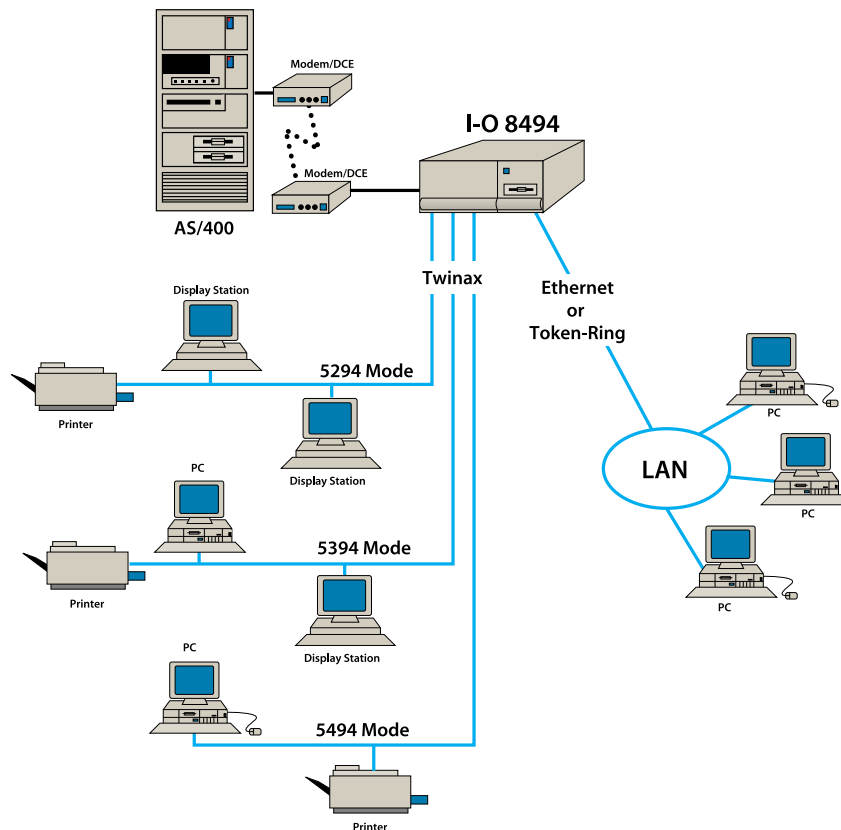 Modem/DCE
I-O 8494
Modem/DCE
AS/400
Twinax
Ethernet
or
Token-Ring
Display Station
5294 Mode
Printer
Display Station
PC
LAN
PC
PC
PC
5394 Mode
Printer
Display Station
PC
5494 Mode
Printer